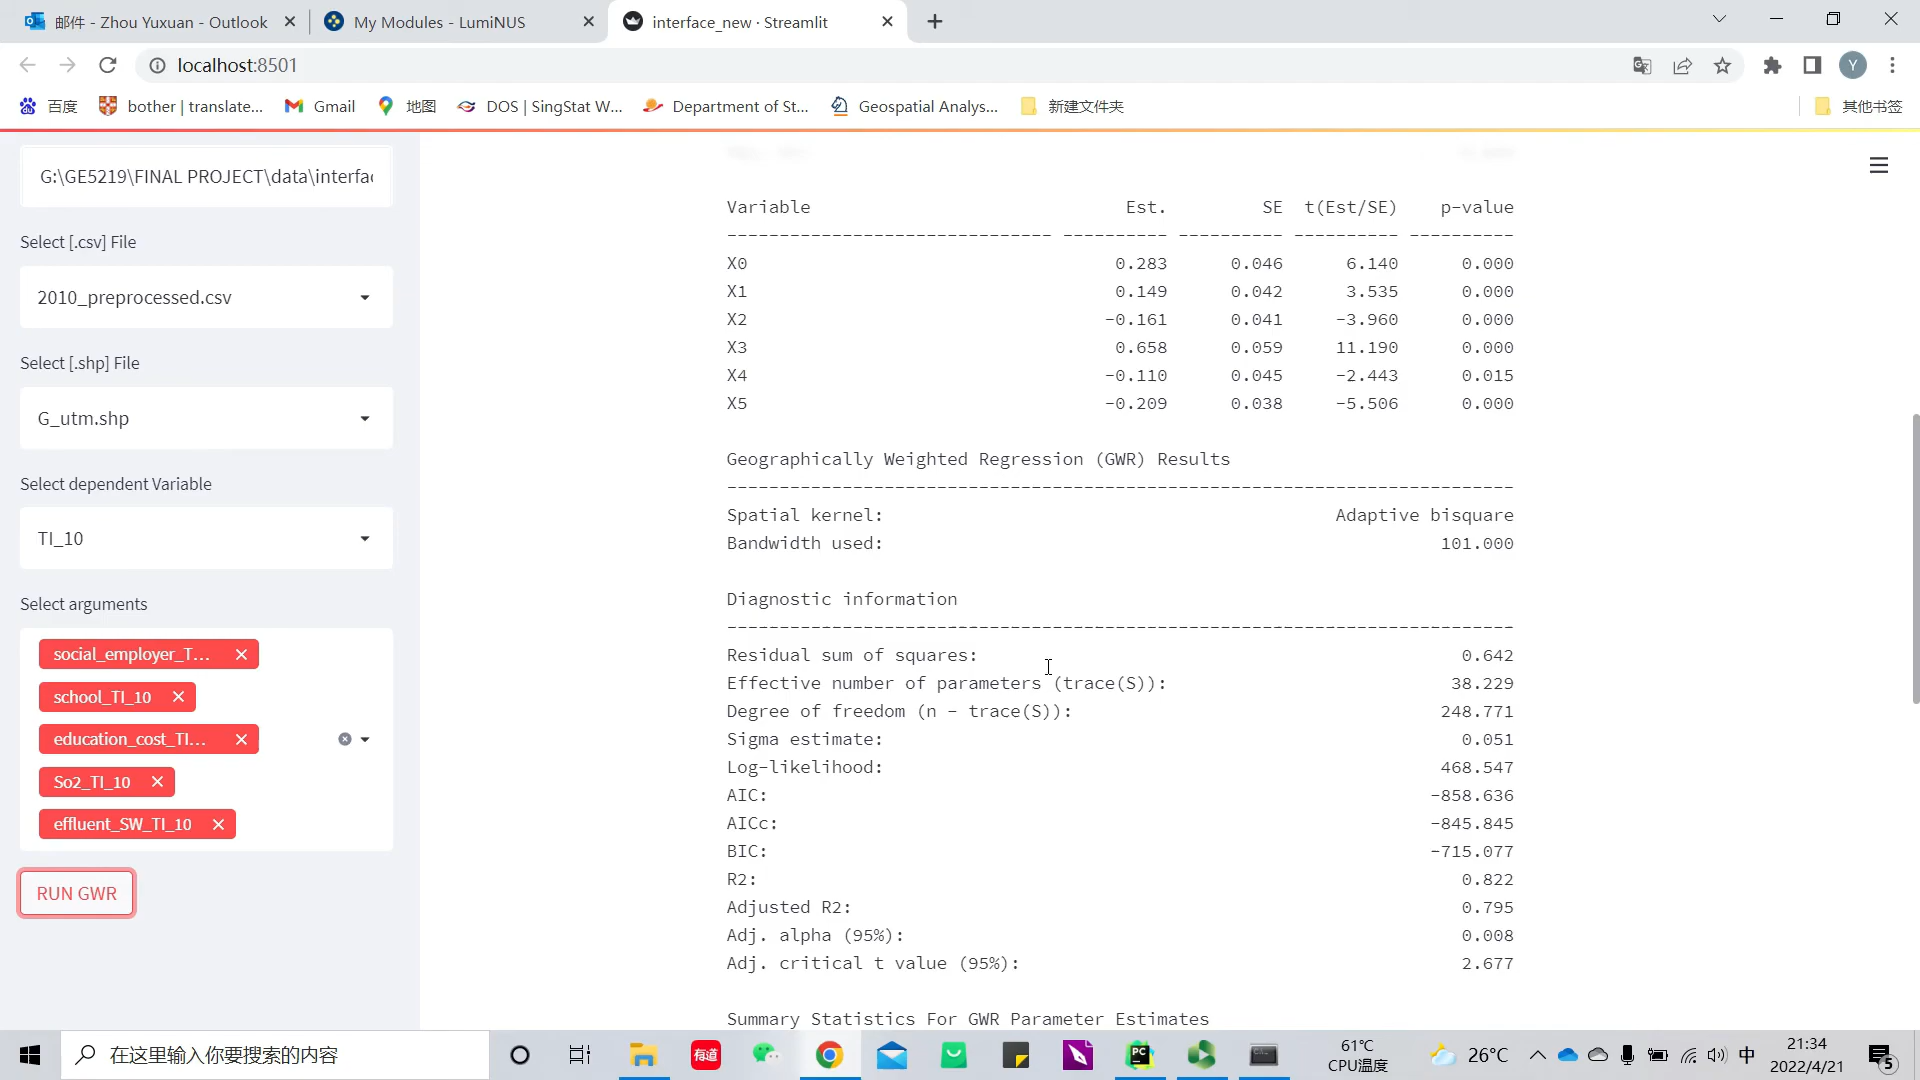 邮件 - Zhou Yuxuan - Outlook
My Modules - LumiNUS
interface_new · Streamlit
localhost:8501
Y
百度
bother | translate...
Gmail
地图
DOS | SingStat W...
Department of St...
Geospatial Analys...
新建文件夹
其他书签
G:\GE5219\FINAL PROJECT\data\interfac
Select [.csv] File
2010_preprocessed.csv
Select [.shp] File
G_utm.shp
Select dependent Variable
TI_10
Select arguments
social_employer_T...
school_TI_10
education_cost_TI...
So2_TI_10
effluent_SW_TI_10
RUN GWR
Variable Est. SE t(Est/SE) p-value
------------------------------- ---------- ---------- ---------- ----------
X0 0.283 0.046 6.140 0.000
X1 0.149 0.042 3.535 0.000
X2 -0.161 0.041 -3.960 0.000
X3 0.658 0.059 11.190 0.000
X4 -0.110 0.045 -2.443 0.015
X5 -0.209 0.038 -5.506 0.000
Geographically Weighted Regression (GWR) Results
---------------------------------------------------------------------------
Spatial kernel: Adaptive bisquare
Bandwidth used: 101.000
Diagnostic information
---------------------------------------------------------------------------
Residual sum of squares: 0.642
Effective number of parameters (trace(S)): 38.229
Degree of freedom (n - trace(S)): 248.771
Sigma estimate: 0.051
Log-likelihood: 468.547
AIC: -858.636
AICc: -845.845
BIC: -715.077
R2: 0.822
Adjusted R2: 0.795
Adj. alpha (95%): 0.008
Adj. critical t value (95%): 2.677
Summary Statistics For GWR Parameter Estimates
在这里输入你要搜索的内容
有道
PC
61°C
CPU温度
26°C
中
21:34
2022/4/21
5